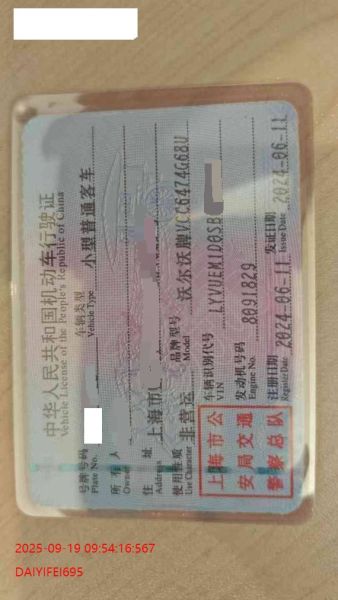 中华人民共和国机动车行驶证
Vehicle License of the People's Republic of China
号牌号码
Plate No.
车辆类型 小型普通客车
Vehicle Type
所有人
Owner
住址 上海市
Address
使用性质 非营运
Use Character
品牌型号 沃尔沃牌VCC6474G68U
Model
上海市公
安局交通
警察总队
车辆识别代号 LYVUEM1D0SB
VIN
发动机号码 8091829
Engine No.
注册日期 2024-06-11
Register Date
发证日期 2024-06-11
Issue Date
2025-09-19 09:54:16:567
DAIYIFEI695